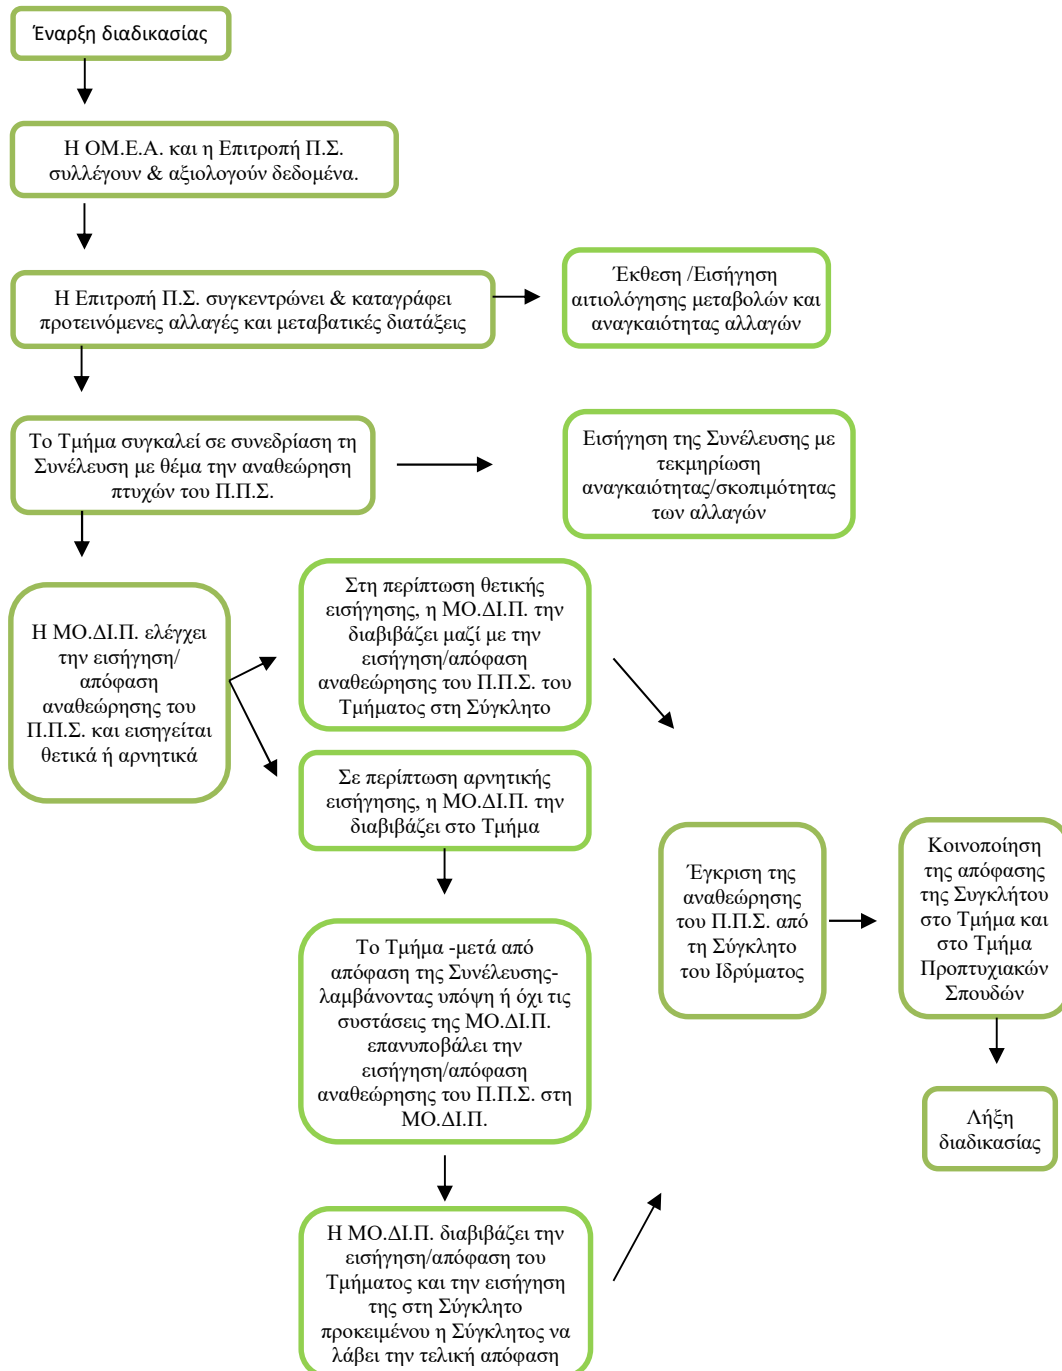 Έναρξη διαδικασίας
Η ΟΜ.Ε.Α. και η Επιτροπή Π.Σ.
συλλέγουν & αξιολογούν δεδομένα.
Η Επιτροπή Π.Σ. συγκεντρώνει & καταγράφει
προτεινόμενες αλλαγές και μεταβατικές διατάξεις
Έκθεση /Εισήγηση
αιτιολόγησης μεταβολών και
αναγκαιότητας αλλαγών
Το Τμήμα συγκαλεί σε συνεδρίαση τη
Συνέλευση με θέμα την αναθεώρηση
πτυχών του Π.Π.Σ.
Εισήγηση της Συνέλευσης με
τεκμηρίωση
αναγκαιότητας/σκοπιμότητας
των αλλαγών
Η ΜΟ.ΔΙ.Π. ελέγχει
την εισήγηση/
απόφαση
αναθεώρησης του
Π.Π.Σ. και εισηγείται
θετικά ή αρνητικά
Στη περίπτωση θετικής
εισήγησης, η ΜΟ.ΔΙ.Π. την
διαβιβάζει μαζί με την
εισήγηση/απόφαση
αναθεώρησης του Π.Π.Σ. του
Τμήματος στη Σύγκλητο
Σε περίπτωση αρνητικής
εισήγησης, η ΜΟ.ΔΙ.Π. την
διαβιβάζει στο Τμήμα
Το Τμήμα -μετά από
απόφαση της Συνέλευσης-
λαμβάνοντας υπόψη ή όχι τις
συστάσεις της ΜΟ.ΔΙ.Π.
επανυποβάλει την
εισήγηση/απόφαση
αναθεώρησης του Π.Π.Σ. στη
ΜΟ.ΔΙ.Π.
Η ΜΟ.ΔΙ.Π. διαβιβάζει την
εισήγηση/απόφαση του
Τμήματος και την εισήγηση
της στη Σύγκλητο
προκειμένου η Σύγκλητος να
λάβει την τελική απόφαση
Έγκριση της
αναθεώρησης
του Π.Π.Σ. από
τη Σύγκλητο
του Ιδρύματος
Κοινοποίηση
της απόφασης
της Συγκλήτου
στο Τμήμα και
στο Τμήμα
Προπτυχιακών
Σπουδών
Λήξη
διαδικασίας